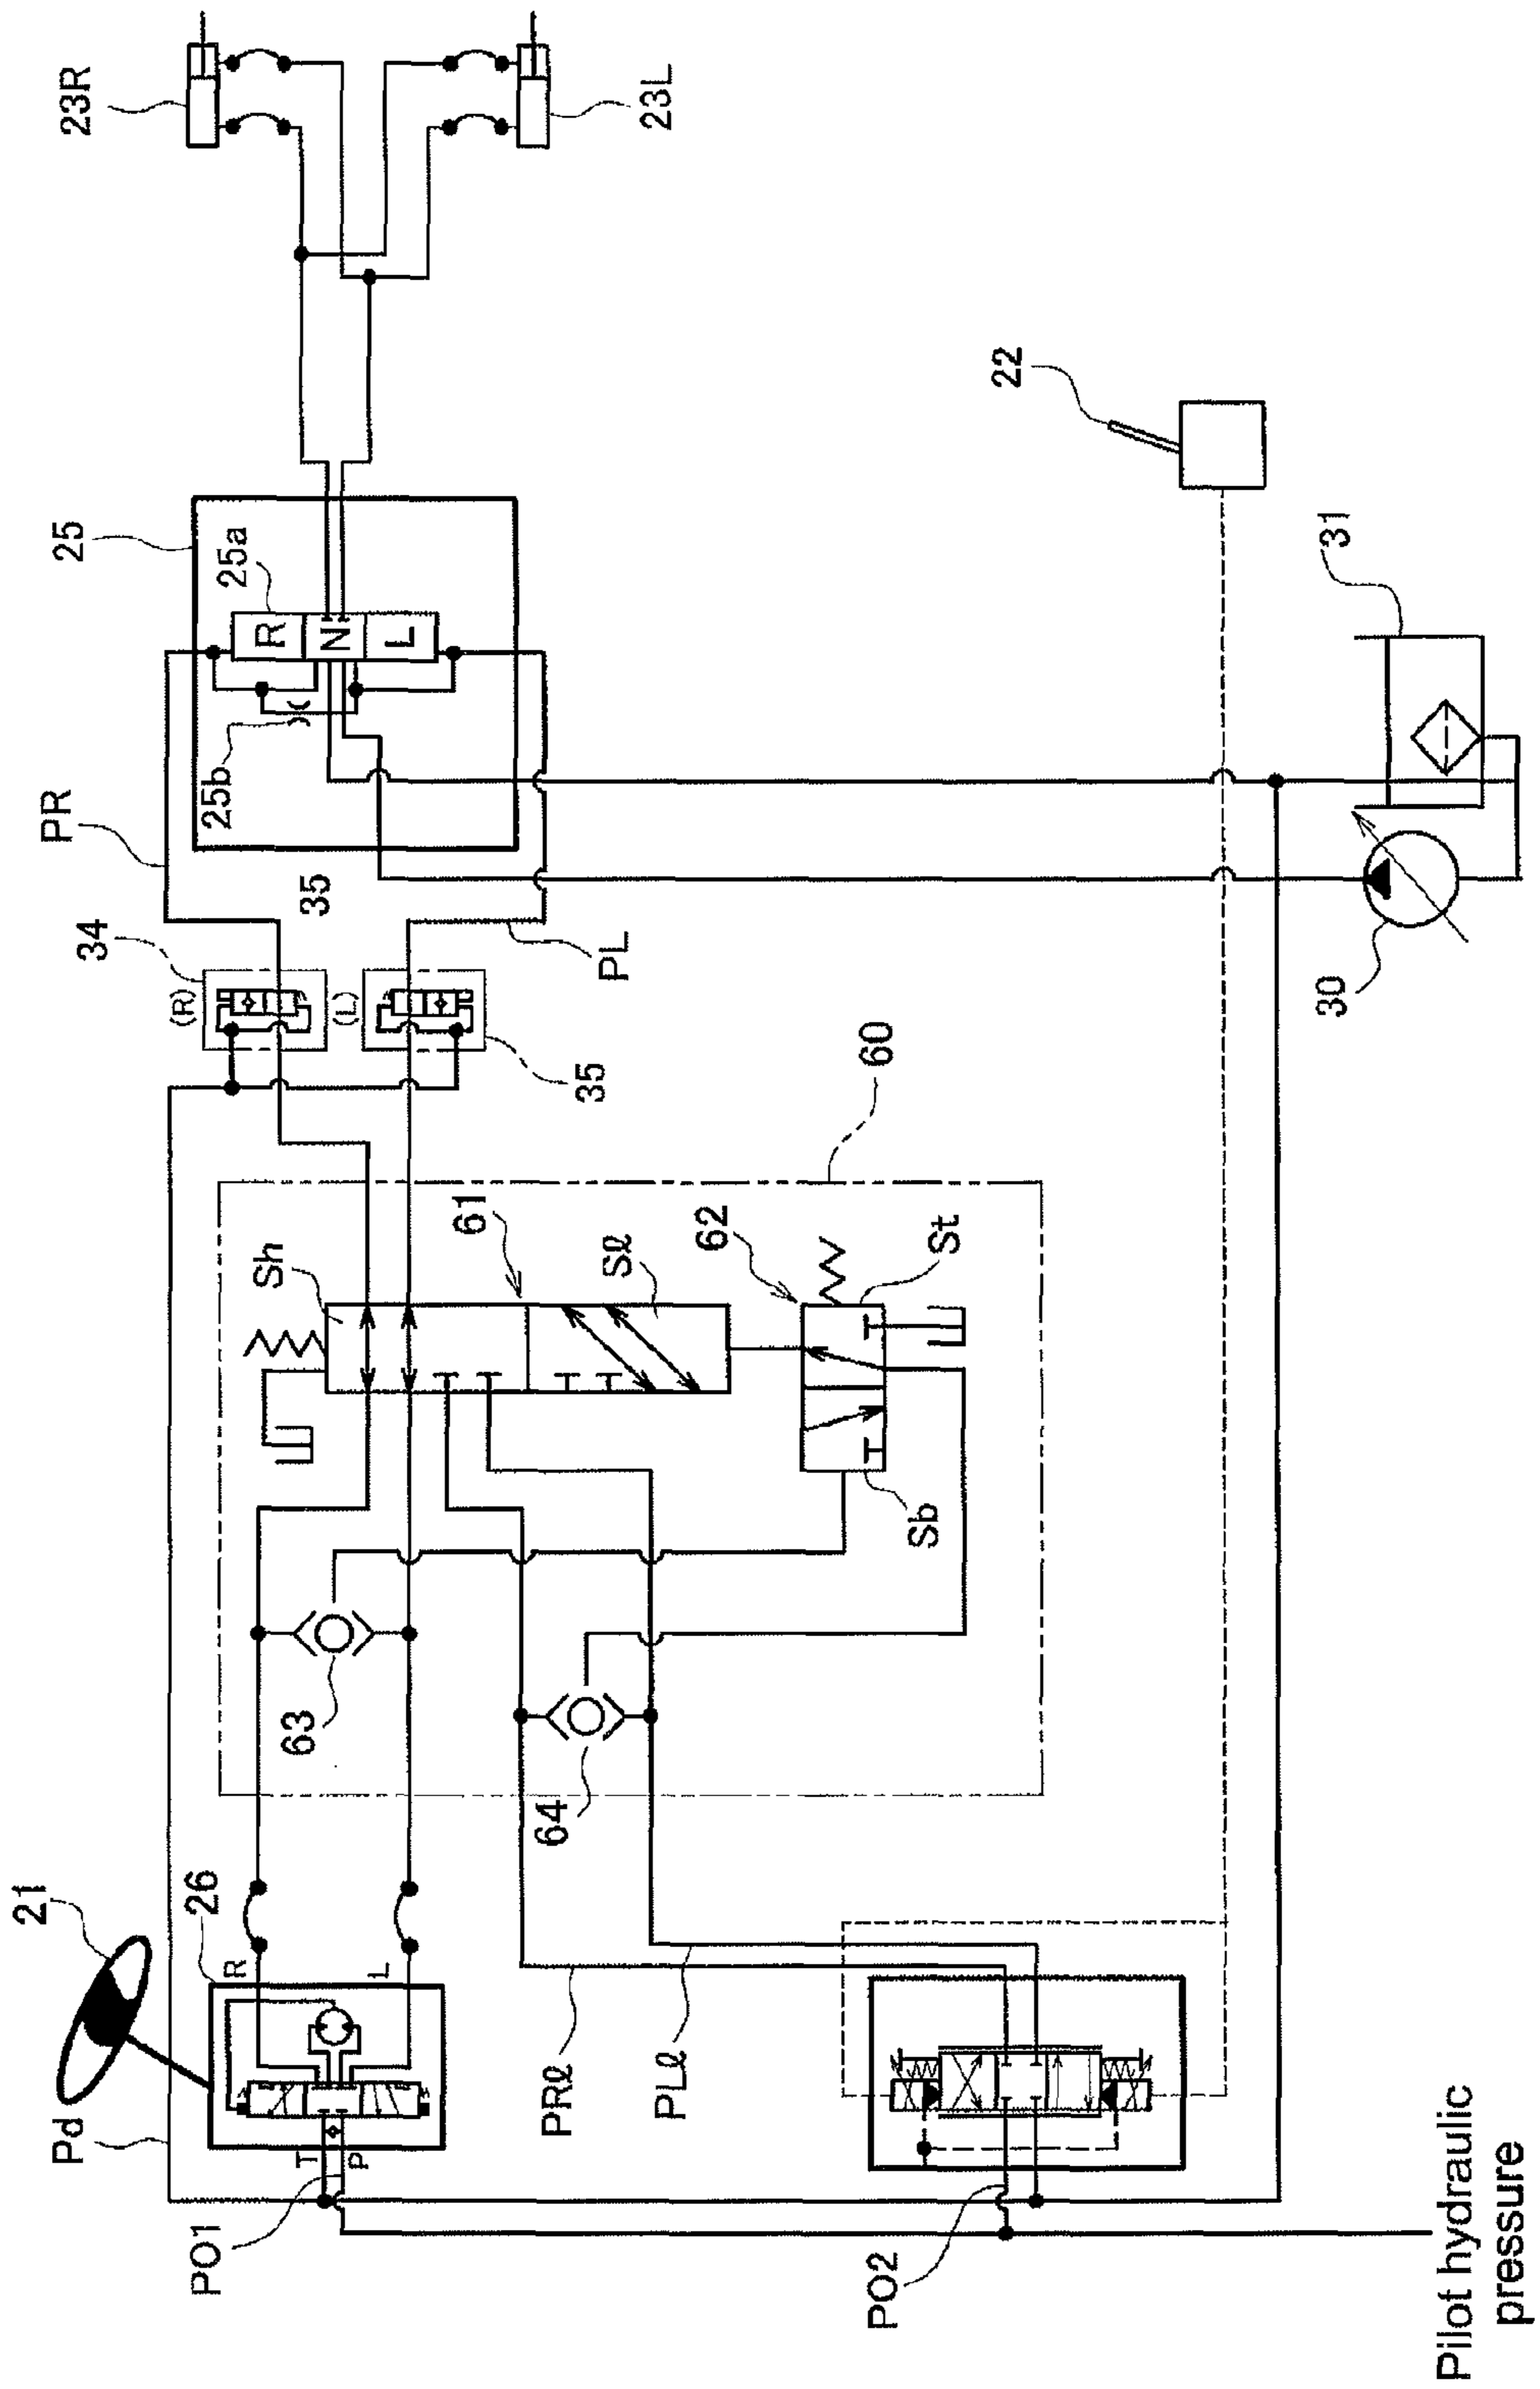 23R
23L
25
25a
R
N
L
25b
22
31
30
PR
35
34
(R)
(L)
PL
35
60
Sh
61
Sℓ
62
St
Sb
63
64
21
26
R
L
Pd
T
P
PO1
PRℓ
PLℓ
PO2
Pilot hydraulic
pressure